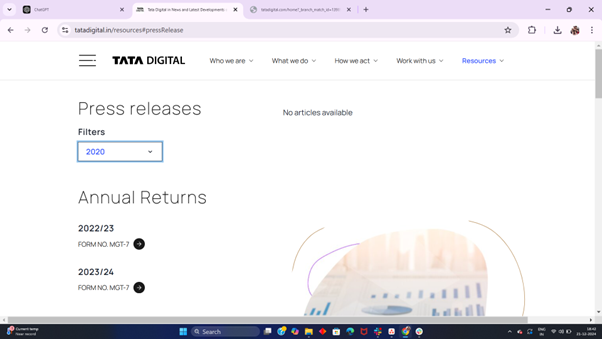 ChatGPT
Tata Digital in News and Latest Developments -
tatadigital.com/home?_branch_match_id=1391
tatadigital.in/resources#pressRelease
TATA DIGITAL
Who we are
What we do
How we act
Work with us
Resources
Press releases
No articles available
Filters
2020
Annual Returns
2022/23
FORM NO. MGT-7
2023/24
FORM NO. MGT-7
Current temp
Near record
Search
ENG
IN
18:43
21-12-2024